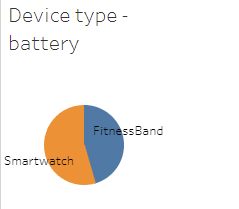 Device type -
battery
FitnessBand
Smartwatch